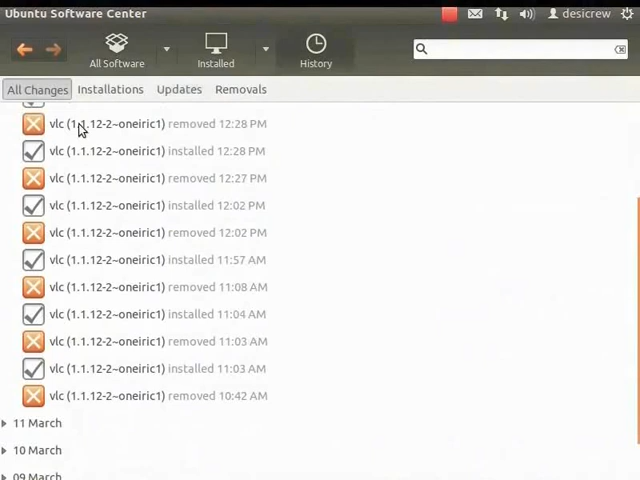 Ubuntu Software Center
desicrew
All Software
Installed
History
All Changes Installations Updates Removals
vlc (1.1.12-2~oneiric1) removed 12:28 PM
vlc (1.1.12-2~oneiric1) installed 12:28 PM
vlc (1.1.12-2~oneiric1) removed 12:27 PM
vlc (1.1.12-2~oneiric1) installed 12:02 PM
vlc (1.1.12-2~oneiric1) removed 12:02 PM
vlc (1.1.12-2~oneiric1) installed 11:57 AM
vlc (1.1.12-2~oneiric1) removed 11:08 AM
vlc (1.1.12-2~oneiric1) installed 11:04 AM
vlc (1.1.12-2~oneiric1) removed 11:03 AM
vlc (1.1.12-2~oneiric1) installed 11:03 AM
vlc (1.1.12-2~oneiric1) removed 10:42 AM
11 March
10 March
09 March